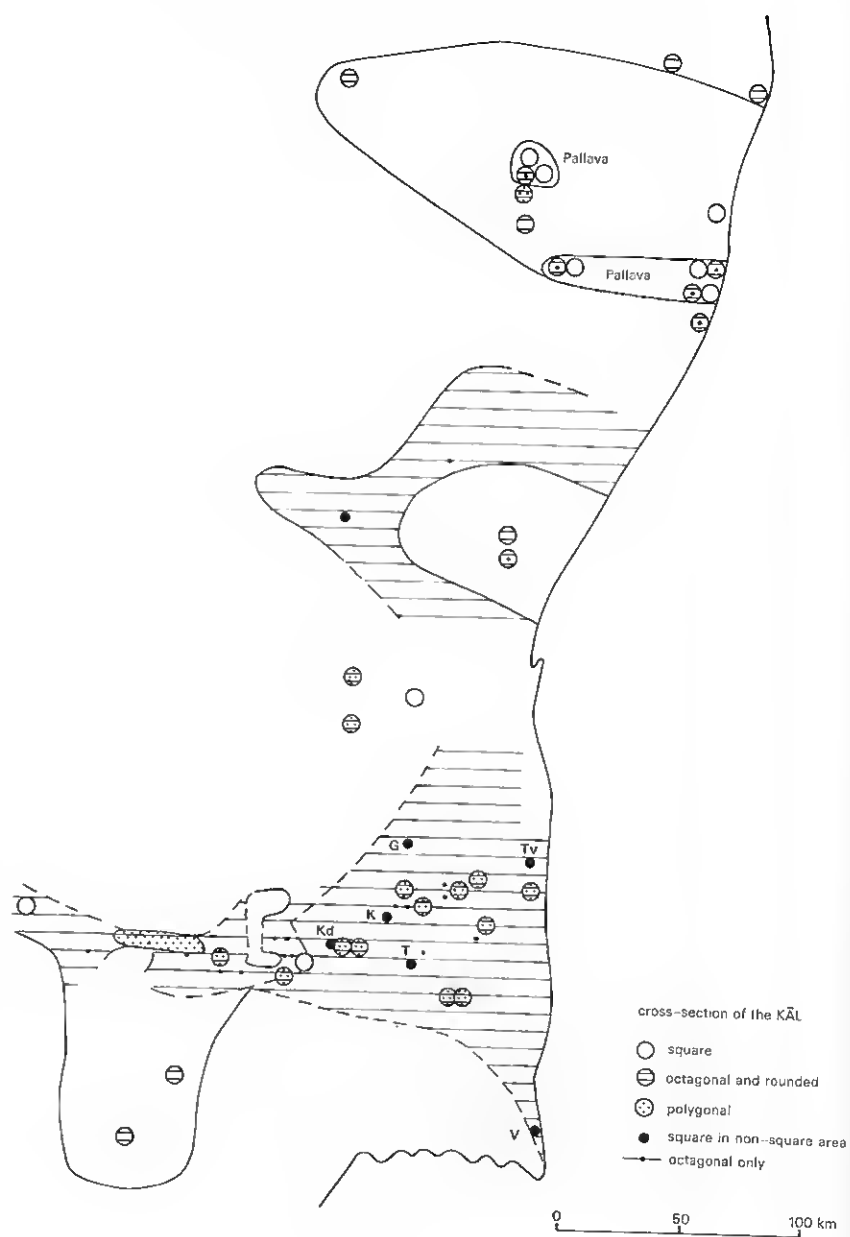 Pallava
Pallava
G
Tv
K
Kd
T
V
cross-section of the KĀL
square
octagonal and rounded
polygonal
square in non-square area
octagonal only
0 50 100 km